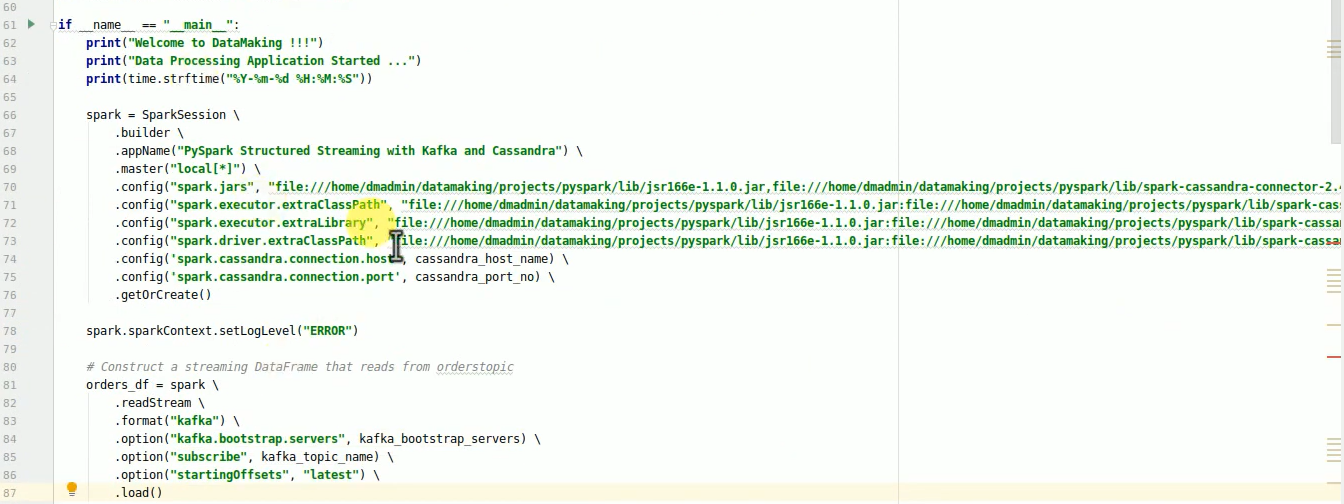 60
61 if __name__ == "__main__":
62 print("Welcome to DataMaking !!!")
63 print("Data Processing Application Started ...")
64 print(time.strftime("%Y-%m-%d %H:%M:%S"))
65
66 spark = SparkSession \
67 .builder \
68 .appName("PySpark Structured Streaming with Kafka and Cassandra") \
69 .master("local[*]") \
70 .config("spark.jars", "file:///home/dmadmin/datamaking/projects/pyspark/lib/jsr166e-1.1.0.jar,file:///home/dmadmin/datamaking/projects/pyspark/lib/spark-cassandra-connector-2.
71 .config("spark.executor.extraClassPath", "file:///home/dmadmin/datamaking/projects/pyspark/lib/jsr166e-1.1.0.jar:file:///home/dmadmin/datamaking/projects/pyspark/lib/spark-cass
72 .config("spark.executor.extraLibrary", "file:///home/dmadmin/datamaking/projects/pyspark/lib/jsr166e-1.1.0.jar:file:///home/dmadmin/datamaking/projects/pyspark/lib/spark-cassan
73 .config("spark.driver.extraClassPath", "file:///home/dmadmin/datamaking/projects/pyspark/lib/jsr166e-1.1.0.jar:file:///home/dmadmin/datamaking/projects/pyspark/lib/spark-cassan
74 .config('spark.cassandra.connection.host', cassandra_host_name) \
75 .config('spark.cassandra.connection.port', cassandra_port_no) \
76 .getOrCreate()
77
78 spark.sparkContext.setLogLevel("ERROR")
79
80 # Construct a streaming DataFrame that reads from orderstopic
81 orders_df = spark \
82 .readStream \
83 .format("kafka") \
84 .option("kafka.bootstrap.servers", kafka_bootstrap_servers) \
85 .option("subscribe", kafka_topic_name) \
86 .option("startingOffsets", "latest") \
87 .load()